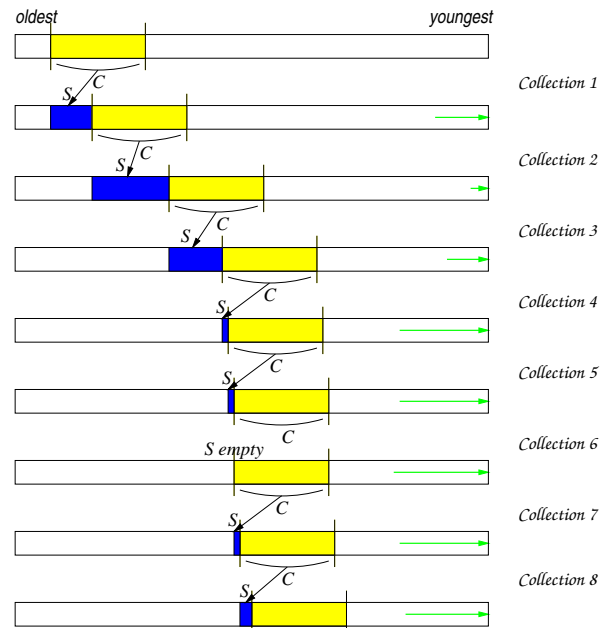 oldest youngest
C
Collection 1
S
C
Collection 2
S
C
Collection 3
S
C
Collection 4
S
C
Collection 5
S
C
Collection 6
S empty
C
Collection 7
S
C
Collection 8
S